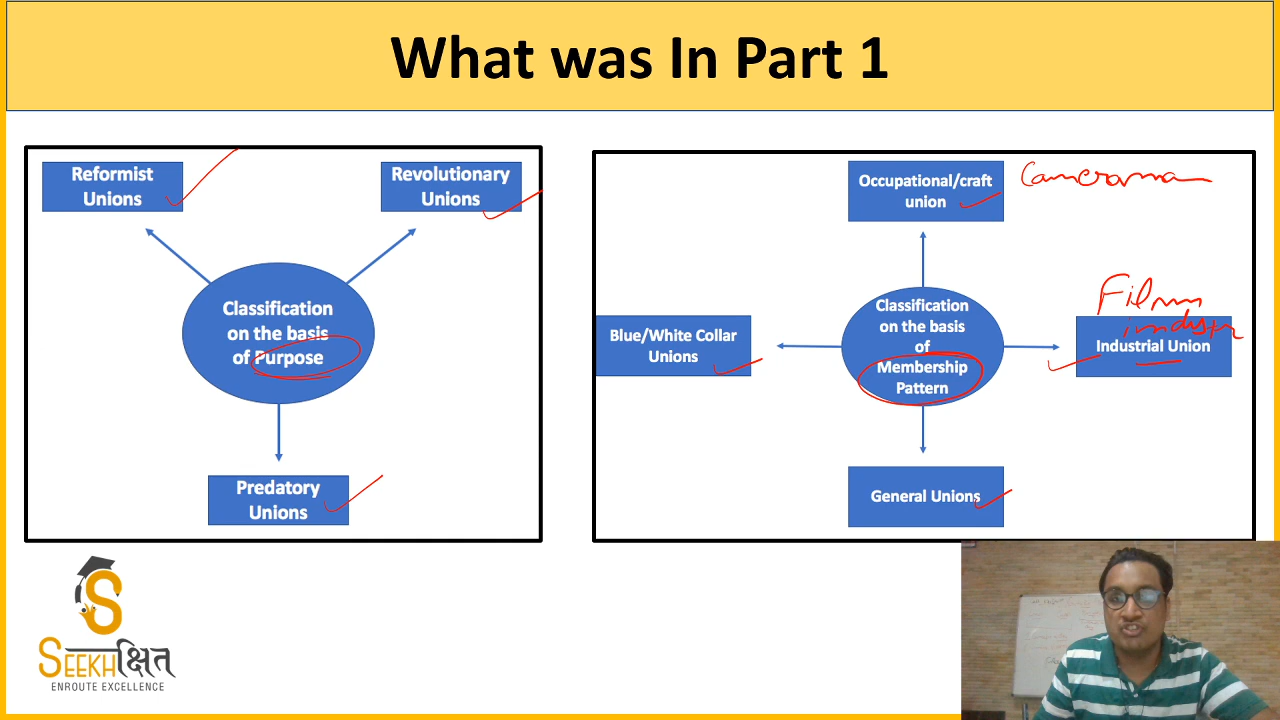 What was In Part 1
Reformist
Unions
Revolutionary
Unions
Classification
on the basis
of Purpose
Predatory
Unions
Occupational/craft
union
Cameraman
Blue/White Collar
Unions
Classification
on the basis
of
Membership
Pattern
Film
Industrial Union
General Unions
SEEKHक्षित
ENROUTE EXCELLENCE